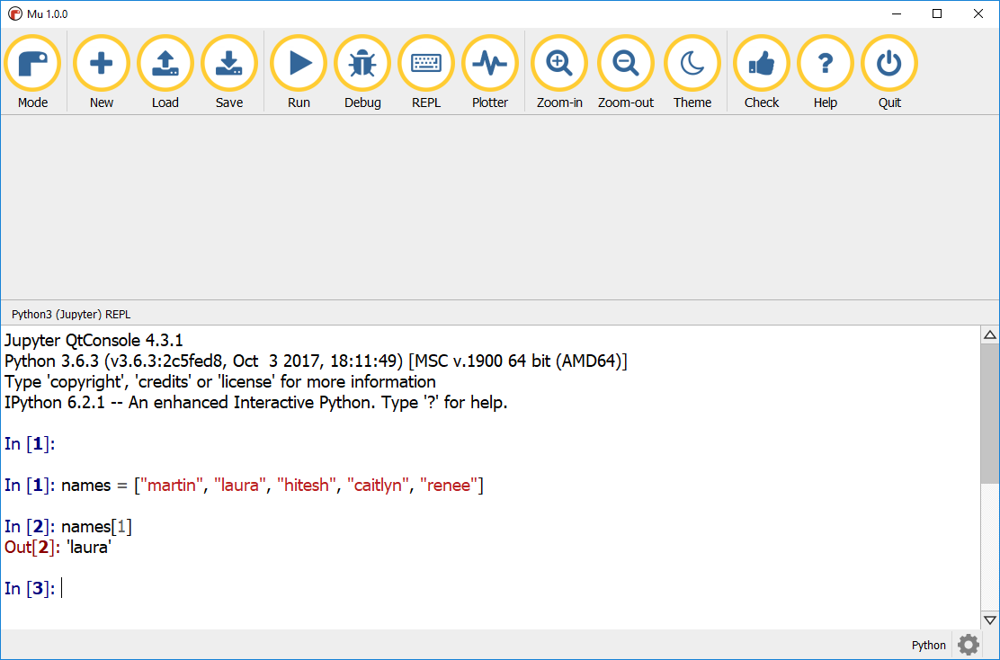 Mu 1.0.0
Mode New Load Save Run Debug REPL Plotter Zoom-in Zoom-out Theme Check Help Quit
Python3 (Jupyter) REPL
Jupyter QtConsole 4.3.1
Python 3.6.3 (v3.6.3:2c5fed8, Oct  3 2017, 18:11:49) [MSC v.1900 64 bit (AMD64)]
Type 'copyright', 'credits' or 'license' for more information
IPython 6.2.1 -- An enhanced Interactive Python. Type '?' for help.
In [1]:
In [1]: names = ["martin", "laura", "hitesh", "caitlyn", "renee"]
In [2]: names[1]
Out[2]: 'laura'
In [3]:
Python